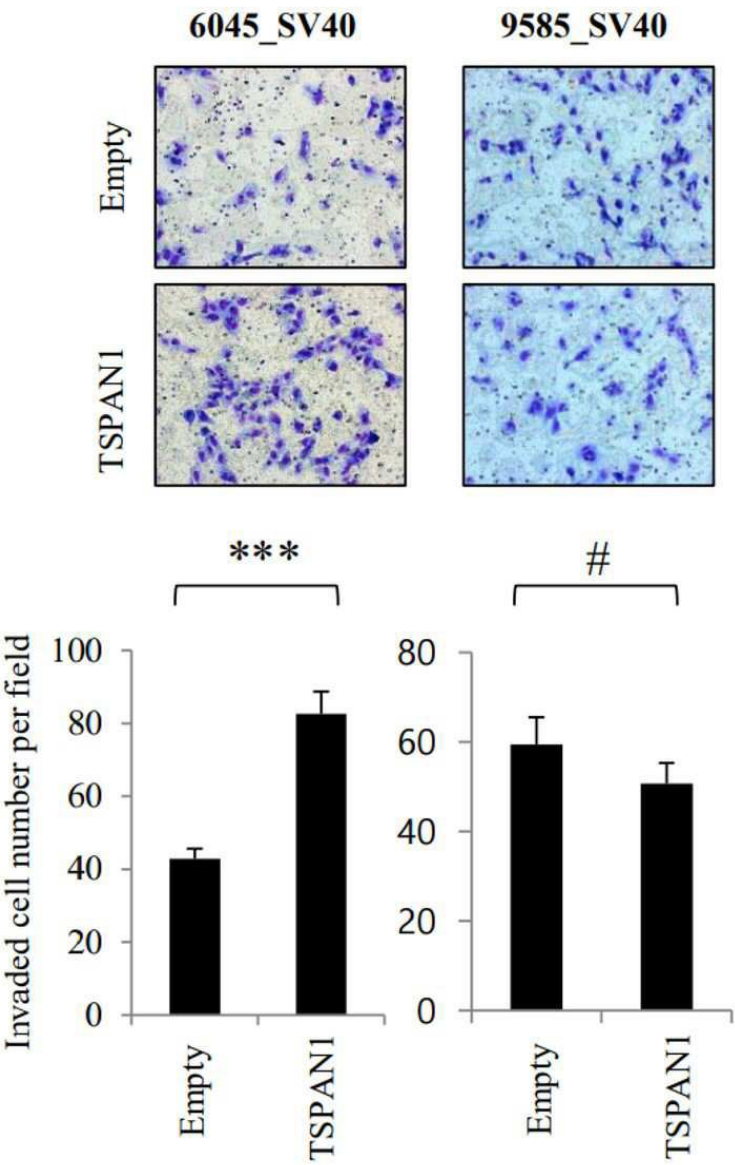 6045_SV40 9585_SV40
Empty
TSPAN1
*** #
Invaded cell number per field
100
80
60
40
20
0
80
60
40
20
0
Empty TSPAN1 Empty TSPAN1